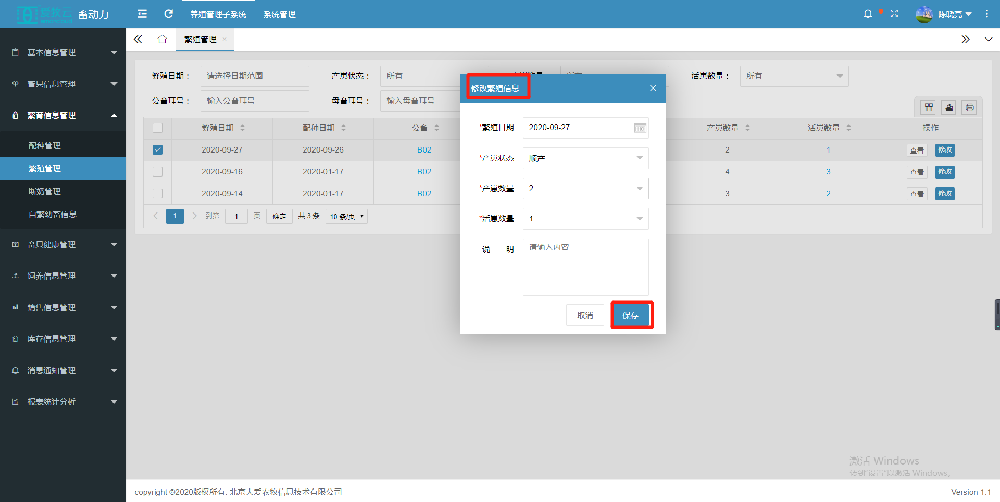 爱牧云 畜动力
amorcloud
养殖管理子系统 系统管理 陈晓亮
繁殖管理
基本信息管理
畜只信息管理
繁育信息管理
配种管理
繁殖管理
断奶管理
自繁幼畜信息
畜只健康管理
饲养信息管理
销售信息管理
库存信息管理
消息通知管理
报表统计分析
繁殖日期： 请选择日期范围 产崽状态： 所有 活崽数量： 所有
公畜耳号： 输入公畜耳号 母畜耳号： 输入母畜耳号
繁殖日期 配种日期 公畜 产崽数量 活崽数量 操作
2020-09-27 2020-09-26 B02 2 1 查看 修改
2020-09-16 2020-01-17 B02 4 3 查看 修改
2020-09-14 2020-01-17 B02 3 2 查看 修改
1 到第 1 页 确定 共 3 条 10 条/页
修改繁殖信息
*繁殖日期 2020-09-27
*产崽状态 顺产
*产崽数量 2
*活崽数量 1
说 明 请输入内容
取消 保存
激活 Windows
转到"设置"以激活 Windows。
copyright ©2020版权所有: 北京大爱农牧信息技术有限公司 Version 1.1